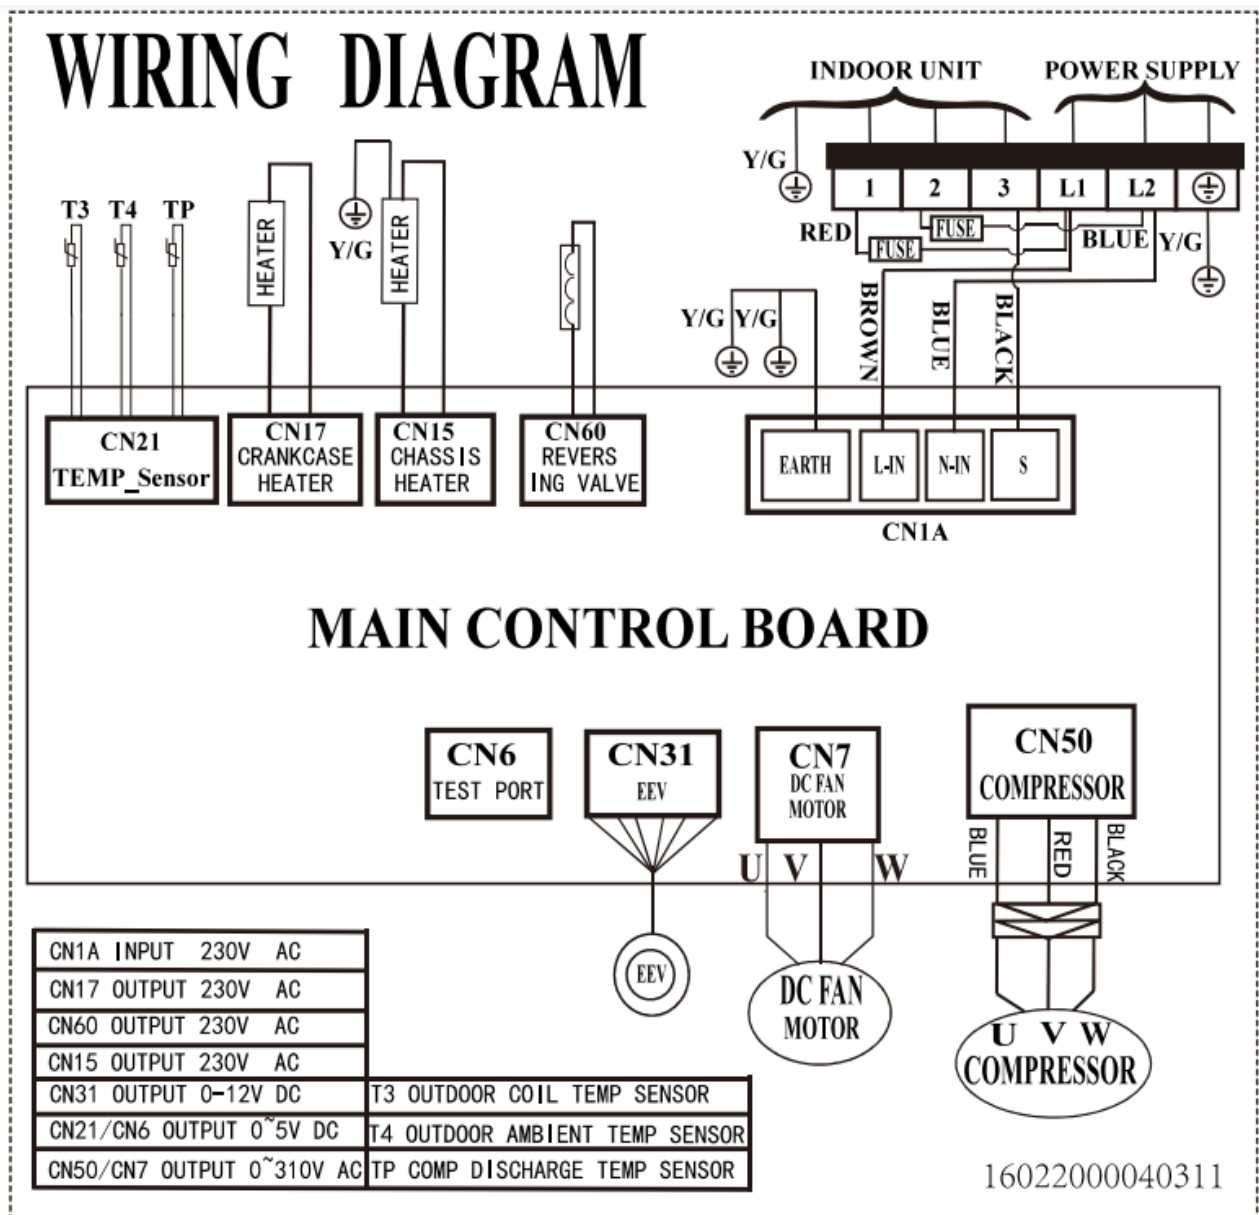 WIRING DIAGRAM
INDOOR UNIT POWER SUPPLY
Y/G
1 2 3 L1 L2
RED FUSE FUSE BLUE Y/G
T3 T4 TP
HEATER
Y/G
HEATER
Y/G Y/G
BROWN
BLUE
BLACK
CN21
TEMP_Sensor
CN17
CRANKCASE
HEATER
CN15
CHASSIS
HEATER
CN60
REVERS
ING VALVE
EARTH L-IN N-IN S
CN1A
MAIN CONTROL BOARD
CN6
TEST PORT
CN31
EEV
CN7
DC FAN
MOTOR
CN50
COMPRESSOR
U V W
BLUE
RED
BLACK
EEV
DC FAN
MOTOR
U V W
COMPRESSOR
CN1A INPUT 230V AC
CN17 OUTPUT 230V AC
CN60 OUTPUT 230V AC
CN15 OUTPUT 230V AC
CN31 OUTPUT 0-12V DC T3 OUTDOOR COIL TEMP SENSOR
CN21/CN6 OUTPUT 0~5V DC T4 OUTDOOR AMBIENT TEMP SENSOR
CN50/CN7 OUTPUT 0~310V AC TP COMP DISCHARGE TEMP SENSOR
16022000040311